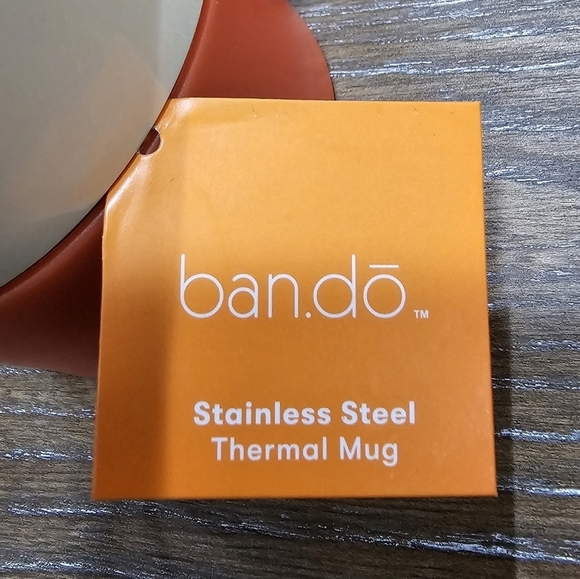 ban.dō™
Stainless Steel
Thermal Mug